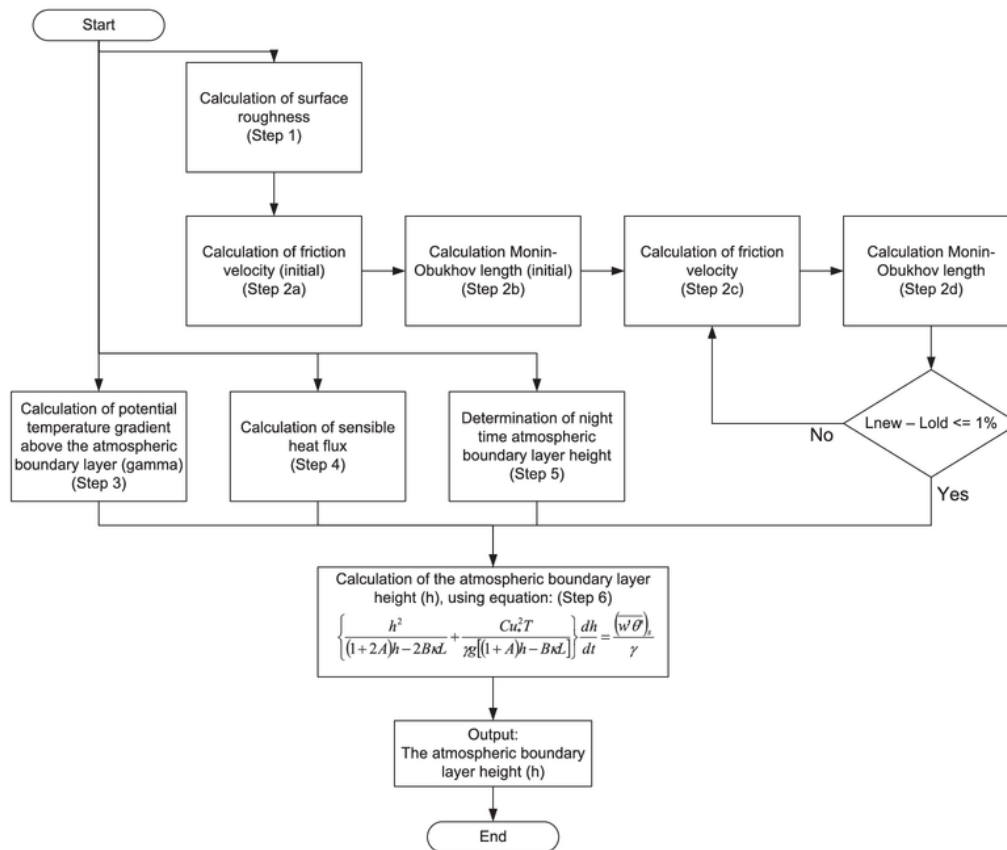 Start
Calculation of surface
roughness
(Step 1)
Calculation of friction
velocity (initial)
(Step 2a)
Calculation Monin-
Obukhov length (initial)
(Step 2b)
Calculation of friction
velocity
(Step 2c)
Calculation Monin-
Obukhov length
(Step 2d)
Calculation of potential
temperature gradient
above the atmospheric
boundary layer (gamma)
(Step 3)
Calculation of sensible
heat flux
(Step 4)
Determination of night
time atmospheric
boundary layer height
(Step 5)
Lnew – Lold <= 1%
No
Yes
Calculation of the atmospheric boundary layer
height (h), using equation: (Step 6)
{ h² / ((1+2A)h−2BκL) + Cu*²T / (γg[(1+A)h−BκL]) } dh/dt = (w'θ')s / γ
Output:
The atmospheric boundary
layer height (h)
End